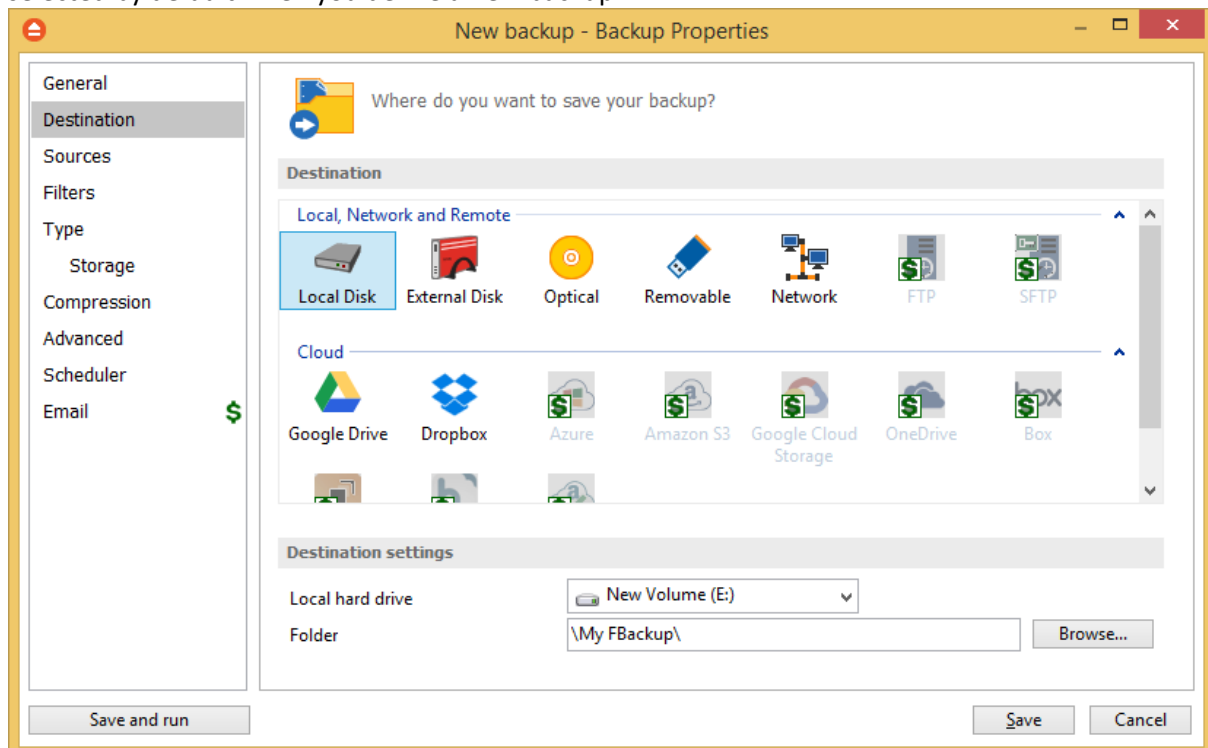 New backup - Backup Properties
General
Destination
Sources
Filters
Type
Storage
Compression
Advanced
Scheduler
Email $
Where do you want to save your backup?
Destination
Local, Network and Remote
Local Disk External Disk Optical Removable Network FTP SFTP
Cloud
Google Drive Dropbox Azure Amazon S3 Google Cloud Storage OneDrive Box
Destination settings
Local hard drive New Volume (E:)
Folder \My FBackup\ Browse...
Save and run Save Cancel